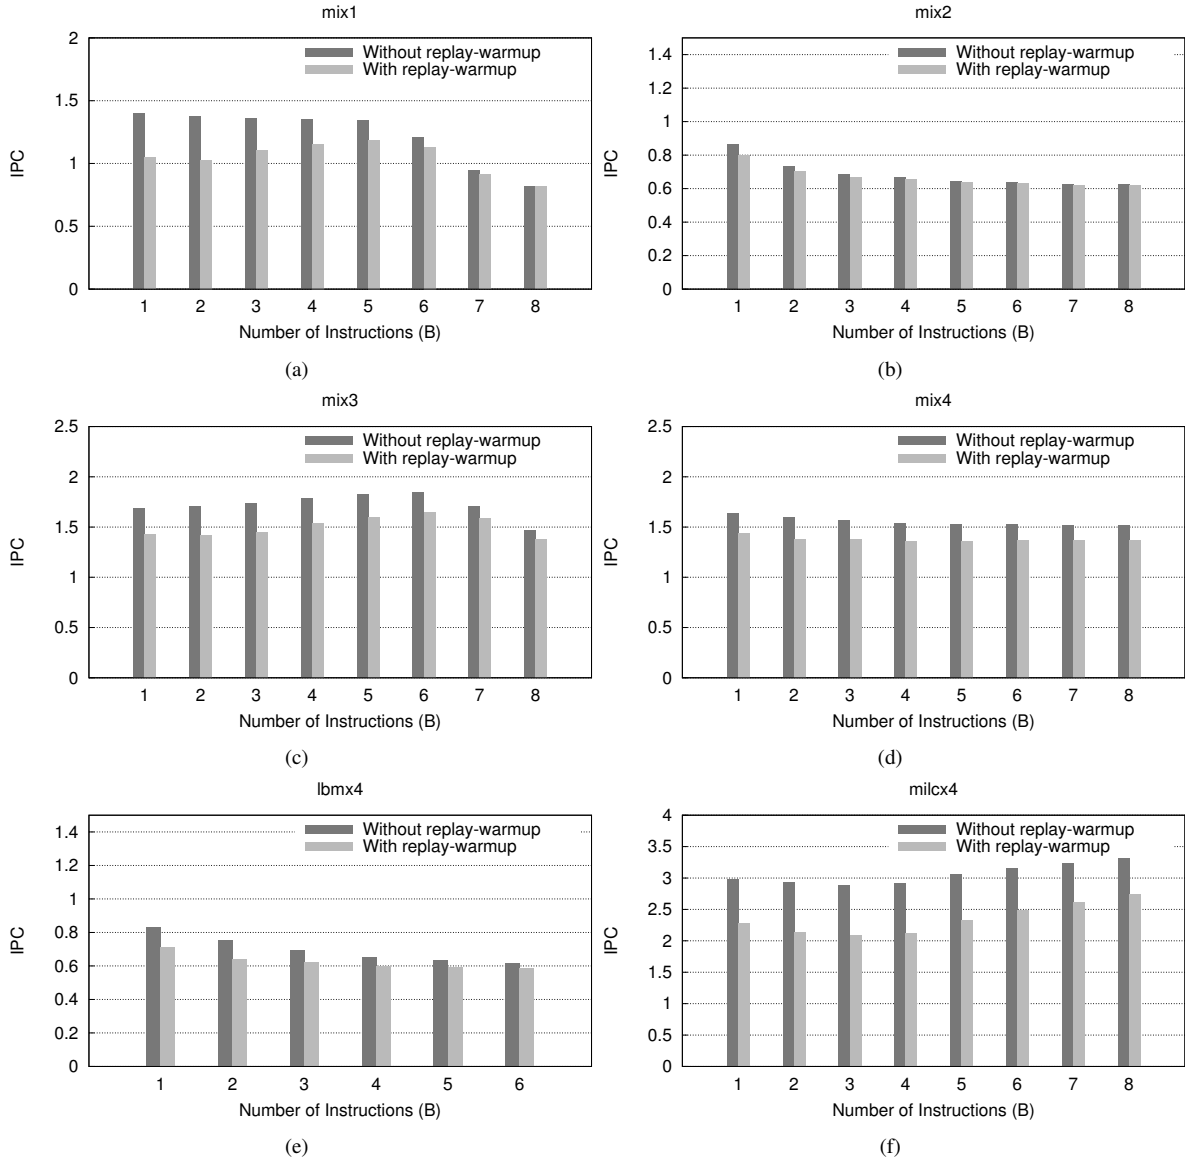 mix1
2
1.5
1
0.5
0
IPC
Without replay-warmup
With replay-warmup
1 2 3 4 5 6 7 8
Number of Instructions (B)
(a)
mix2
1.4
1.2
1
0.8
0.6
0.4
0.2
0
IPC
Without replay-warmup
With replay-warmup
1 2 3 4 5 6 7 8
Number of Instructions (B)
(b)
mix3
2.5
2
1.5
1
0.5
0
IPC
Without replay-warmup
With replay-warmup
1 2 3 4 5 6 7 8
Number of Instructions (B)
(c)
mix4
2.5
2
1.5
1
0.5
0
IPC
Without replay-warmup
With replay-warmup
1 2 3 4 5 6 7 8
Number of Instructions (B)
(d)
lbmx4
1.4
1.2
1
0.8
0.6
0.4
0.2
0
IPC
Without replay-warmup
With replay-warmup
1 2 3 4 5 6
Number of Instructions (B)
(e)
milcx4
4
3.5
3
2.5
2
1.5
1
0.5
0
IPC
Without replay-warmup
With replay-warmup
1 2 3 4 5 6 7 8
Number of Instructions (B)
(f)